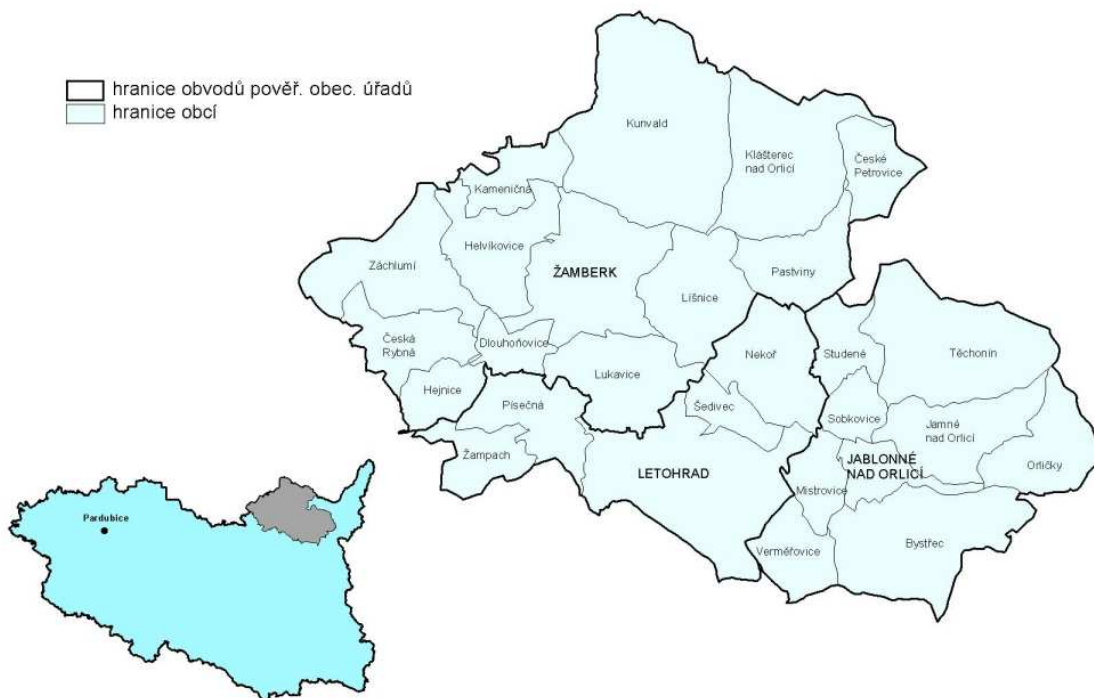 hranice obvodů pověř. obec. úřadů
hranice obcí
Kunvald
Klášterec
nad Orlicí
České
Petrovice
Kameničná
Helvíkovice
Záchlumí
ŽAMBERK
Líšnice
Pastviny
Česká
Rybná
Dlouhoňovice
Nekoř
Studené
Těchonín
Hejnice
Lukavice
Písečná
Šedivec
Sobkovice
Jamné
nad Orlicí
Žampach
LETOHRAD
JABLONNÉ
NAD ORLICÍ
Orličky
Mistrovice
Verměřovice
Bystřec
Pardubice